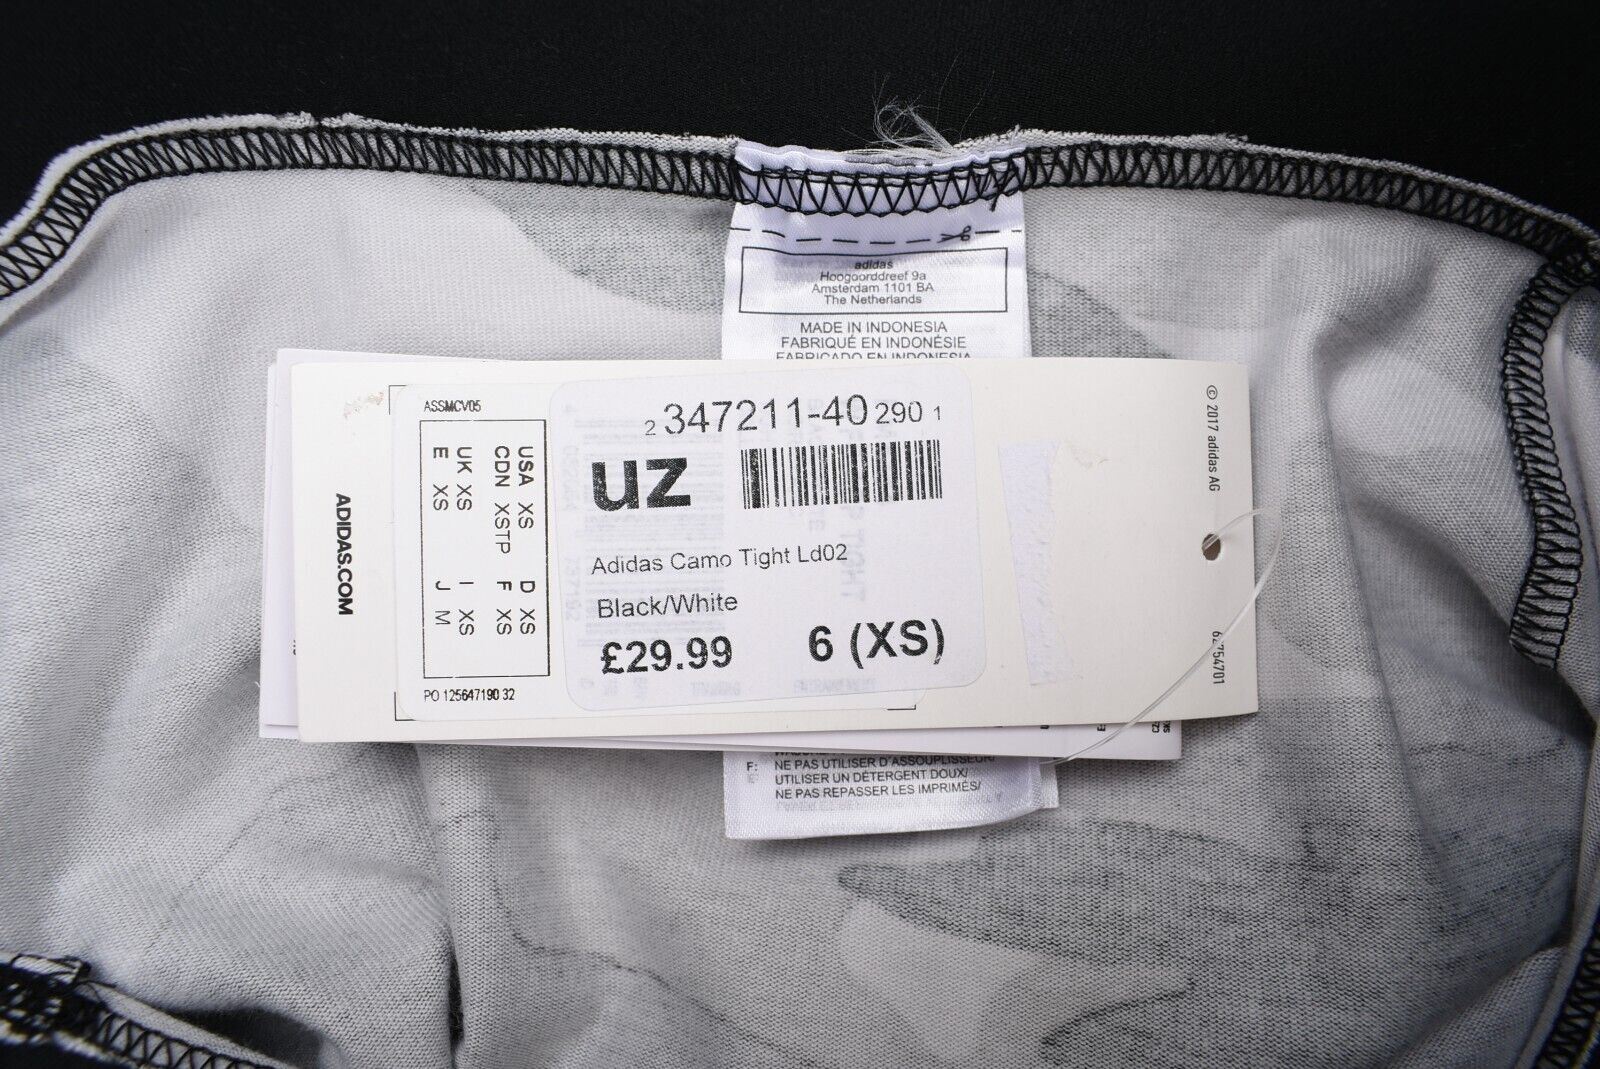 adidas
Hoogoorddreef 9a
Amsterdam 1101 BA
The Netherlands
MADE IN INDONESIA
FABRIQUÉ EN INDONÉSIE
FABRICADO EN INDONESIA
ADIDAS.COM
ASSMCV05
USA XS D XS
CDN XSTP F XS
UK XS I XS
E XS J M
PO 125647190 32
2 347211-40 290 1
uz
Adidas Camo Tight Ld02
Black/White
£29.99 6 (XS)
© 2017 adidas AG
F: NE PAS UTILISER D'ASSOUPLISSEUR/
UTILISER UN DÉTERGENT DOUX/
NE PAS REPASSER LES IMPRIMÉS/